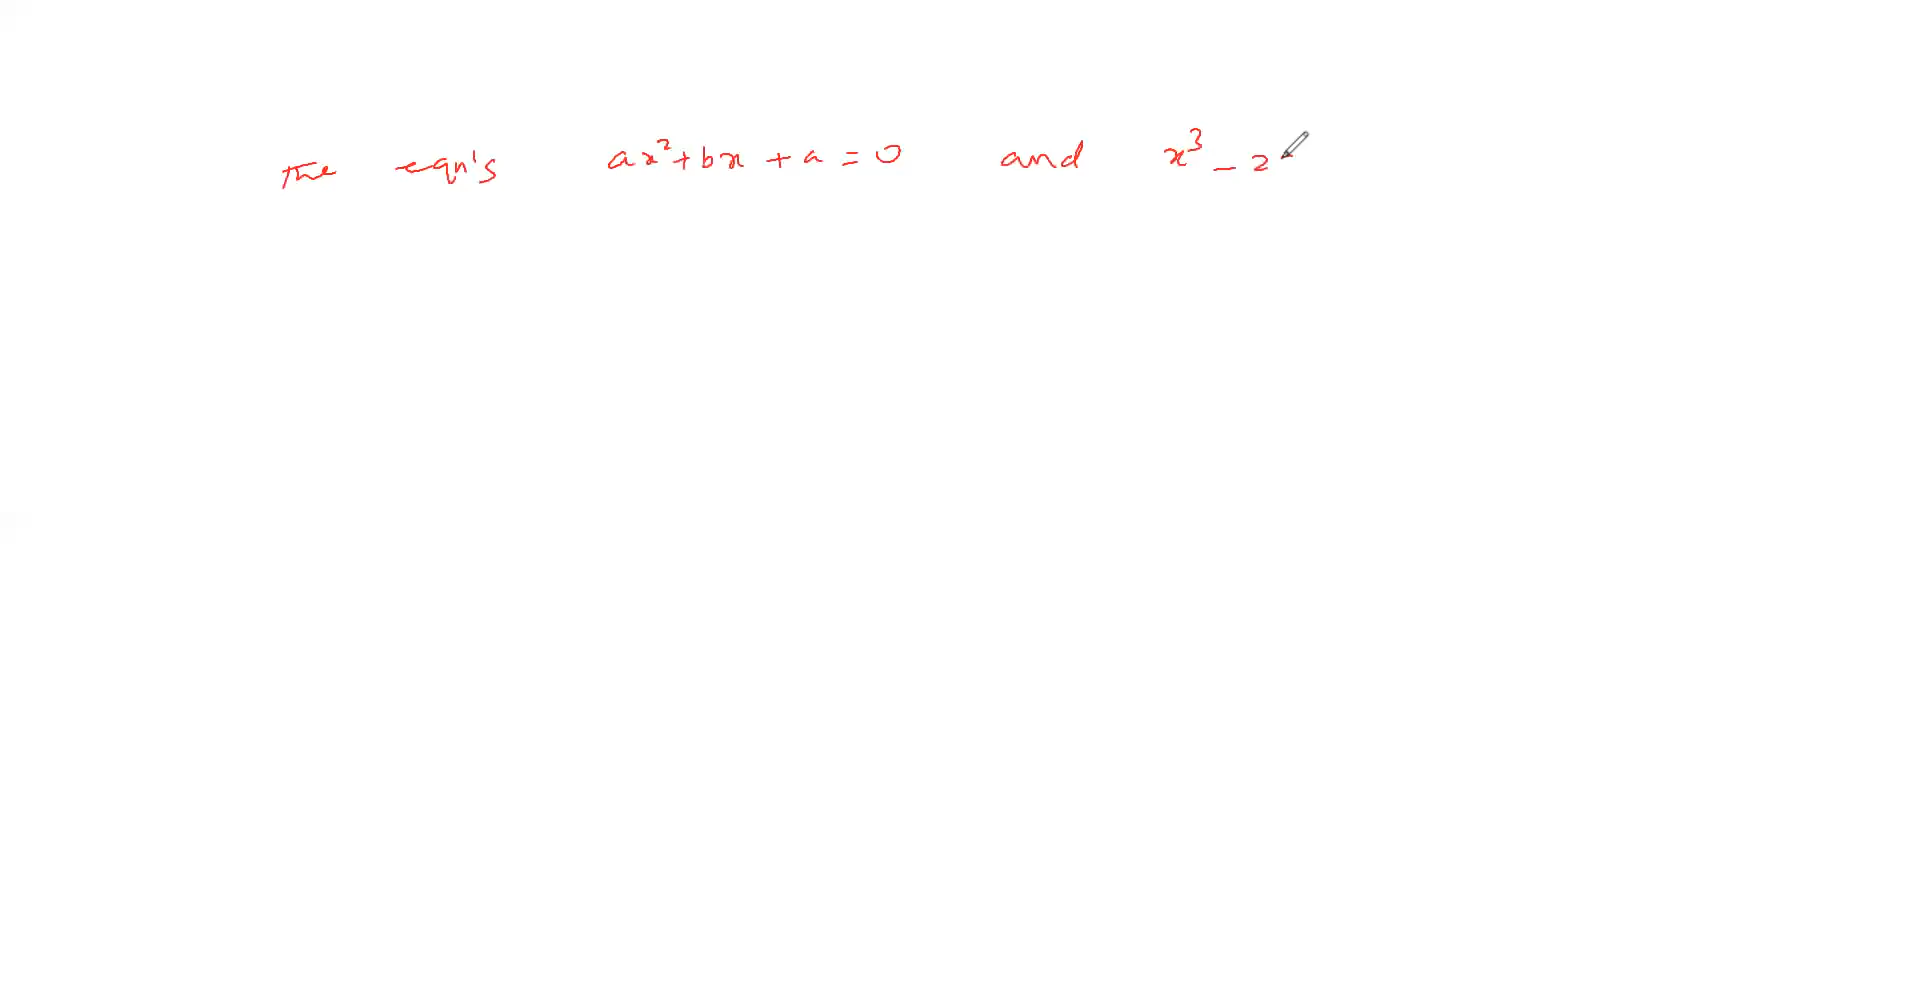 the eqn's ax² + bx + a = 0 and x³ - 2